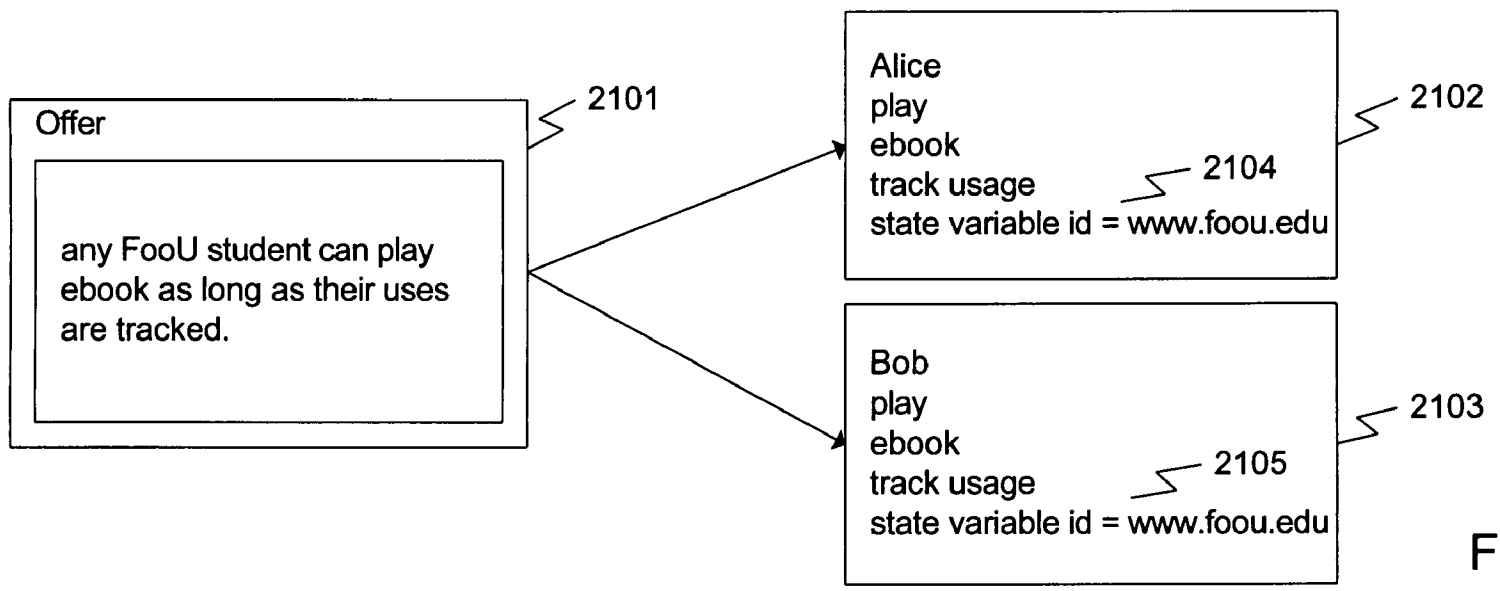 Offer
2101
any FooU student can play
ebook as long as their uses
are tracked.
Alice
play
ebook
track usage
2104
state variable id = www.foou.edu
2102
Bob
play
ebook
track usage
2105
state variable id = www.foou.edu
2103
F